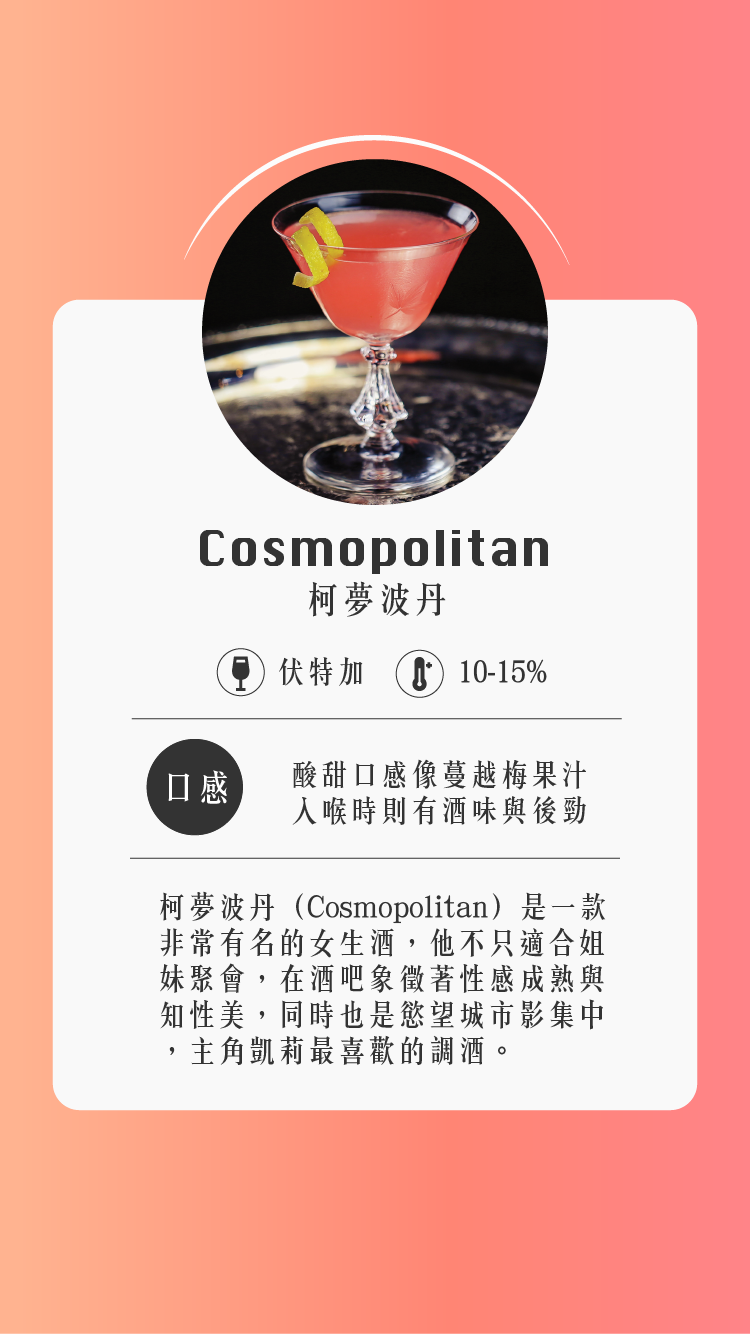 Cosmopolitan
柯夢波丹
伏特加 10-15%
口感
酸甜口感像蔓越梅果汁
入喉時則有酒味與後勁
柯夢波丹（Cosmopolitan）是一款
非常有名的女生酒，他不只適合姐
妹聚會，在酒吧象徵著性感成熟與
知性美，同時也是慾望城市影集中
，主角凱莉最喜歡的調酒。